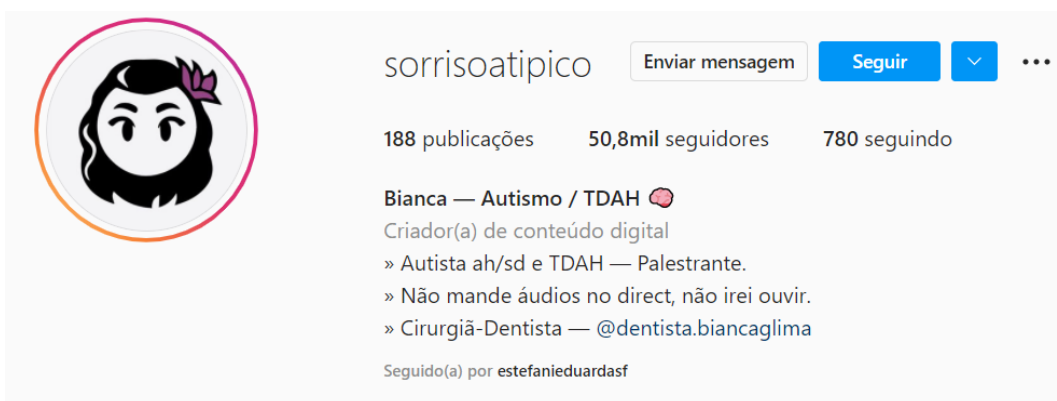 sorrisoatipico Enviar mensagem Seguir
188 publicações 50,8mil seguidores 780 seguindo
Bianca — Autismo / TDAH 🧠
Criador(a) de conteúdo digital
» Autista ah/sd e TDAH — Palestrante.
» Não mande áudios no direct, não irei ouvir.
» Cirurgiã-Dentista — @dentista.biancaglima
Seguido(a) por estefanieduardasf